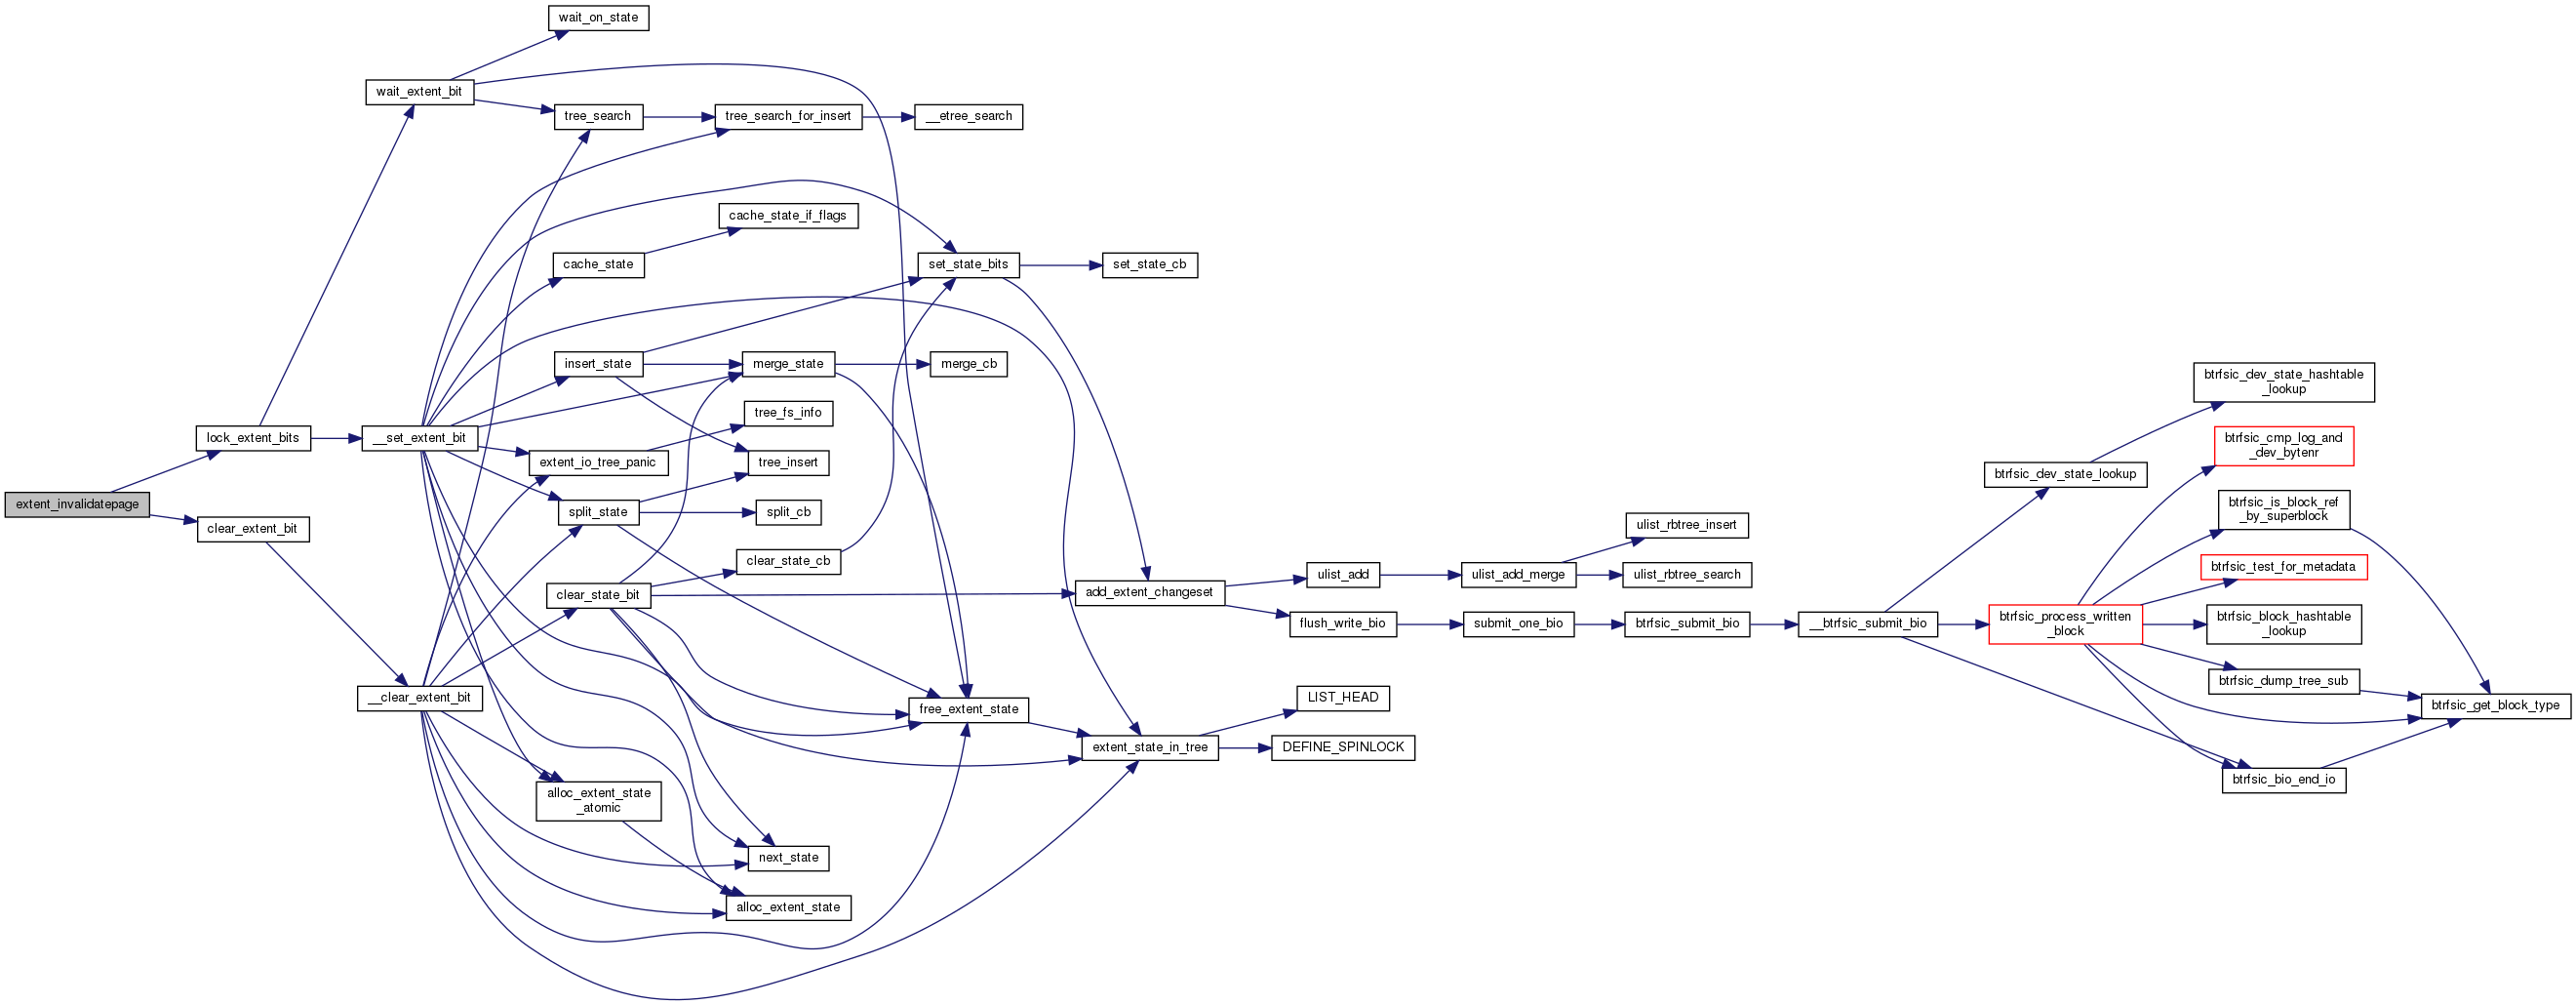 wait_on_state
wait_extent_bit
tree_search
tree_search_for_insert
__etree_search
cache_state_if_flags
cache_state
set_state_bits
set_state_cb
insert_state
merge_state
merge_cb
btrfsic_dev_state_hashtable
_lookup
tree_fs_info
lock_extent_bits
__set_extent_bit
btrfsic_cmp_log_and
_dev_bytenr
extent_io_tree_panic
tree_insert
btrfsic_dev_state_lookup
extent_invalidatepage
split_state
split_cb
btrfsic_is_block_ref
_by_superblock
clear_extent_bit
ulist_rbtree_insert
clear_state_cb
btrfsic_test_for_metadata
ulist_add
ulist_add_merge
ulist_rbtree_search
clear_state_bit
add_extent_changeset
flush_write_bio
submit_one_bio
btrfsic_submit_bio
__btrfsic_submit_bio
btrfsic_process_written
_block
btrfsic_block_hashtable
_lookup
btrfsic_dump_tree_sub
__clear_extent_bit
LIST_HEAD
free_extent_state
btrfsic_get_block_type
extent_state_in_tree
DEFINE_SPINLOCK
btrfsic_bio_end_io
alloc_extent_state
_atomic
next_state
alloc_extent_state